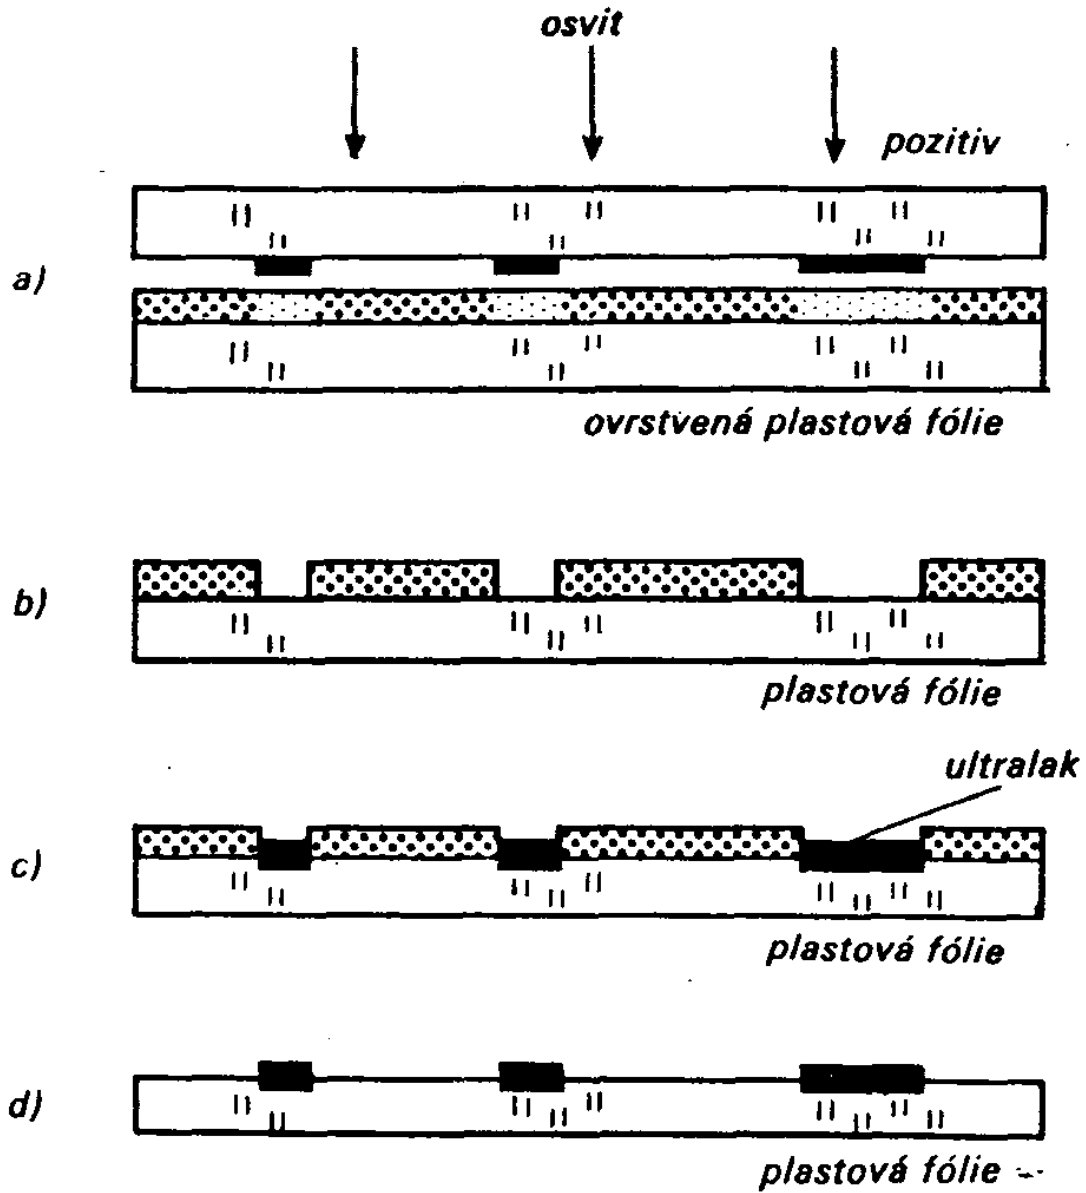 osvit
pozitiv
a)
ovrstvená plastová fólie
b)
plastová fólie
ultralak
c)
plastová fólie
d)
plastová fólie